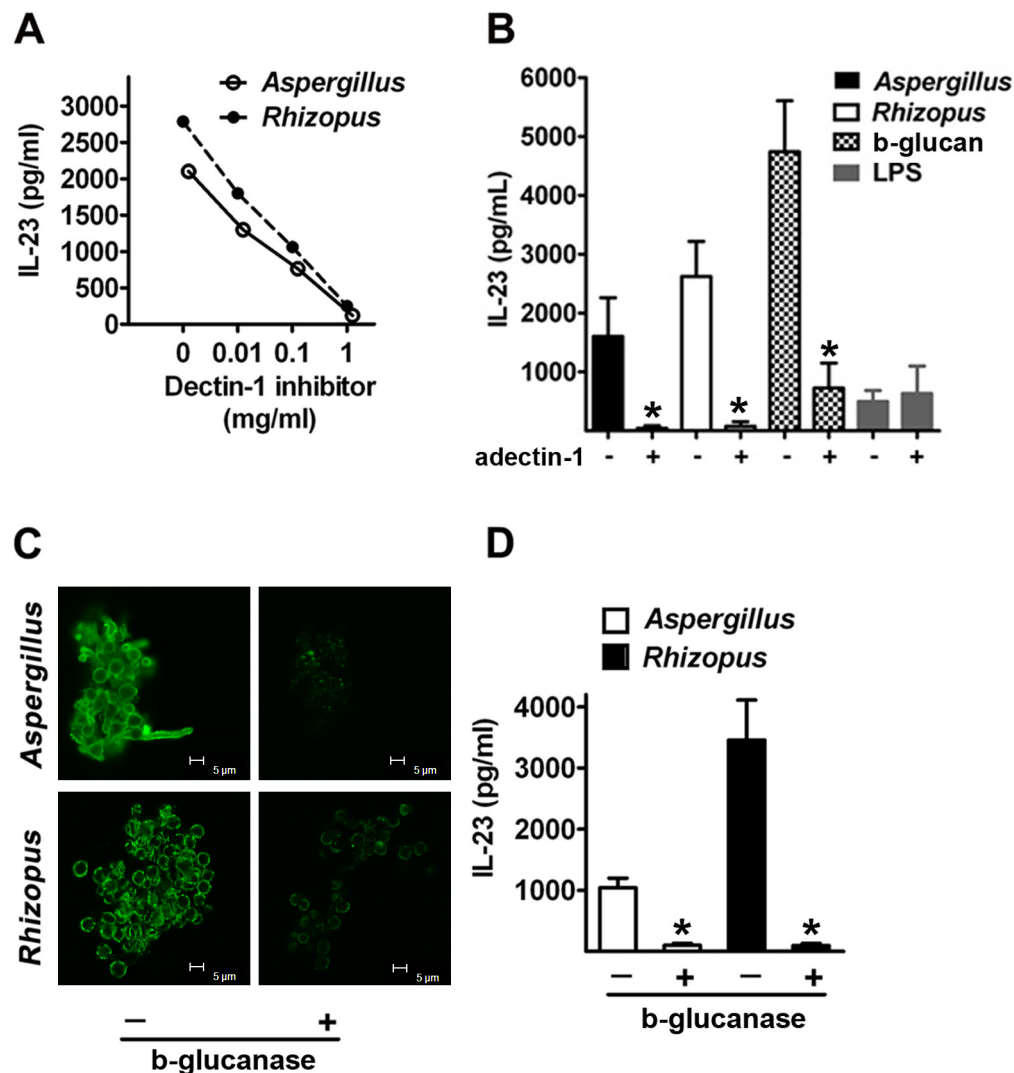 A
Aspergillus
Rhizopus
IL-23 (pg/ml)
3000
2500
2000
1500
1000
500
0
0 0.01 0.1 1
Dectin-1 inhibitor
(mg/ml)
B
Aspergillus
Rhizopus
b-glucan
LPS
IL-23 (pg/mL)
6000
5000
4000
3000
2000
1000
* * *
adectin-1 - + - + - + - +
C
Aspergillus
5 µm 5 µm
Rhizopus
5 µm 5 µm
– +
b-glucanase
D
Aspergillus
Rhizopus
IL-23 (pg/ml)
4000
3000
2000
1000
* *
– + – +
b-glucanase